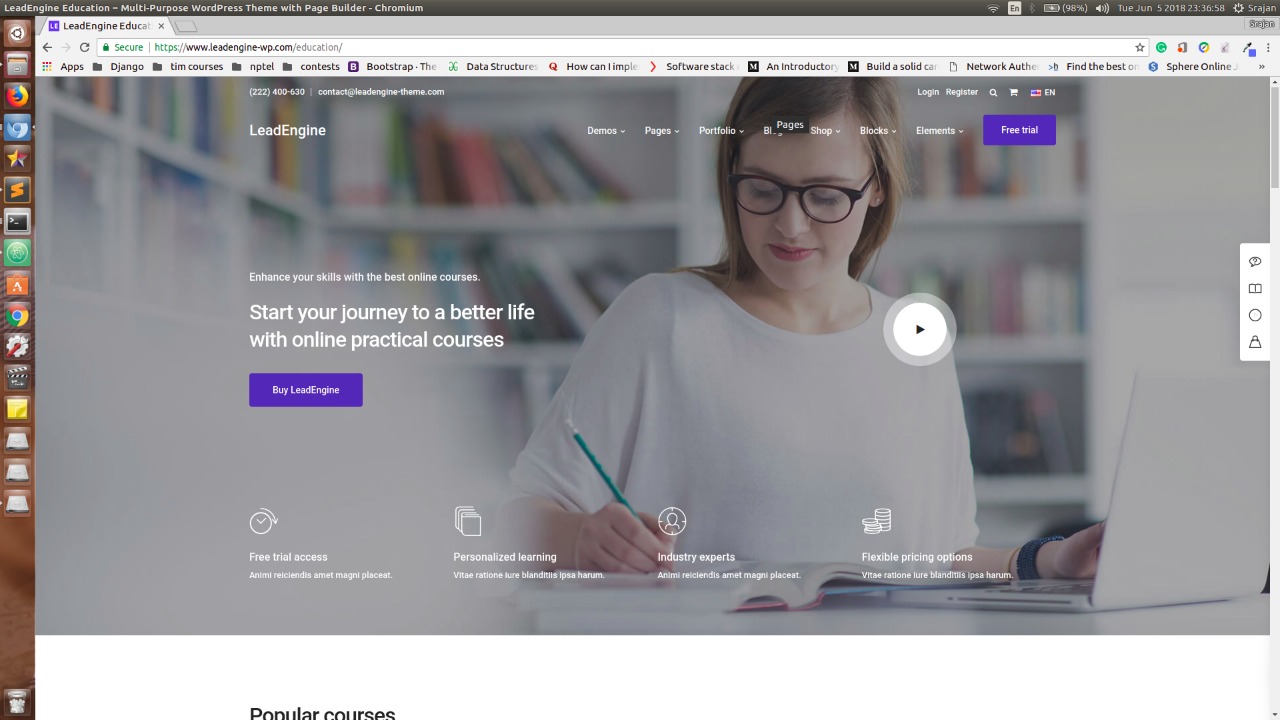 LeadEngine Education – Multi-Purpose WordPress Theme with Page Builder - Chromium
En (98%) Tue Jun 5 2018 23:36:58 Srajan
LeadEngine Educat
Srajan
Secure https://www.leadengine-wp.com/education/
Apps Django tim courses nptel contests Bootstrap · The Data Structures How can I imple Software stack An Introductory Build a solid car Network Authe Find the best on Sphere Online J »
(222) 400-630 | contact@leadengine-theme.com Login Register EN
LeadEngine Demos Pages Portfolio Pages Shop Blocks Elements Free trial
Enhance your skills with the best online courses.
Start your journey to a better life
with online practical courses
Buy LeadEngine
Free trial access Personalized learning Industry experts Flexible pricing options
Animi reiciendis amet magni placeat. Vitae ratione iure blanditiis ipsa harum. Animi reiciendis amet magni placeat. Vitae ratione iure blanditiis ipsa harum.
Popular courses